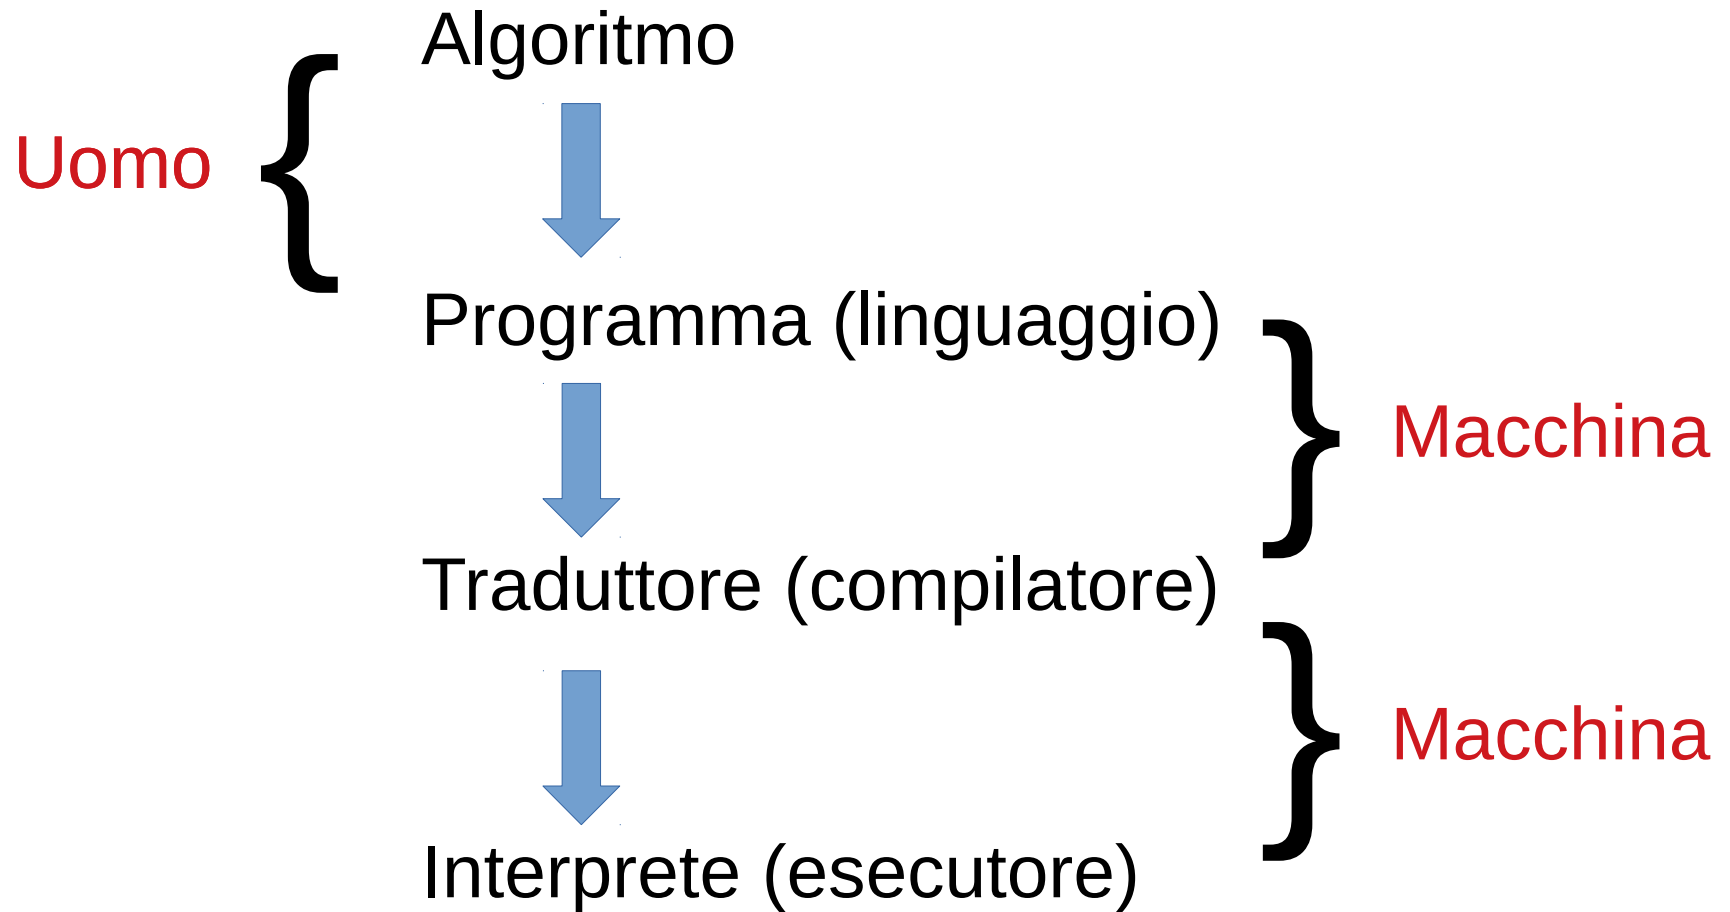 Algoritmo
Uomo
Programma (linguaggio)
Macchina
Traduttore (compilatore)
Macchina
Interprete (esecutore)